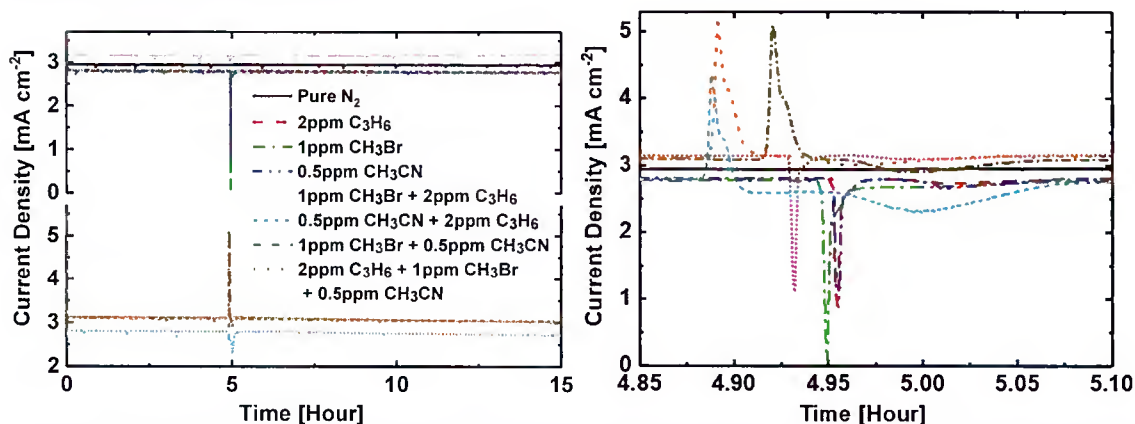 Current Density [mA cm⁻²]
3
2
1
0
5
4
3
2
0
5
10
15
Time [Hour]
Pure N₂
2ppm C₃H₆
1ppm CH₃Br
0.5ppm CH₃CN
1ppm CH₃Br + 2ppm C₃H₆
0.5ppm CH₃CN + 2ppm C₃H₆
1ppm CH₃Br + 0.5ppm CH₃CN
2ppm C₃H₆ + 1ppm CH₃Br
+ 0.5ppm CH₃CN
Current Density [mA cm⁻²]
5
4
3
2
1
0
4.85
4.90
4.95
5.00
5.05
5.10
Time [Hour]